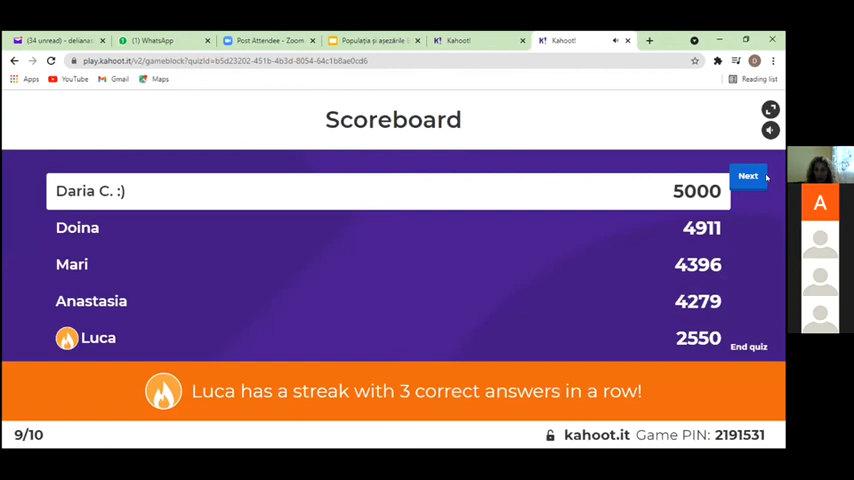 (34 unread) - deliana
WhatsApp
Post Attendee - Zoom
Populația și așezările
Kahoot!
Kahoot!
play.kahoot.it/v2/gameblock?quizId=b5d23202-451b-4b3d-8054-64c1b8ae0cd6
D
Apps
YouTube
Gmail
Maps
Reading list
Scoreboard
Next
Daria C. :) 5000
Doina 4911
Mari 4396
Anastasia 4279
Luca 2550
End quiz
Luca has a streak with 3 correct answers in a row!
9/10
kahoot.it Game PIN: 2191531
A